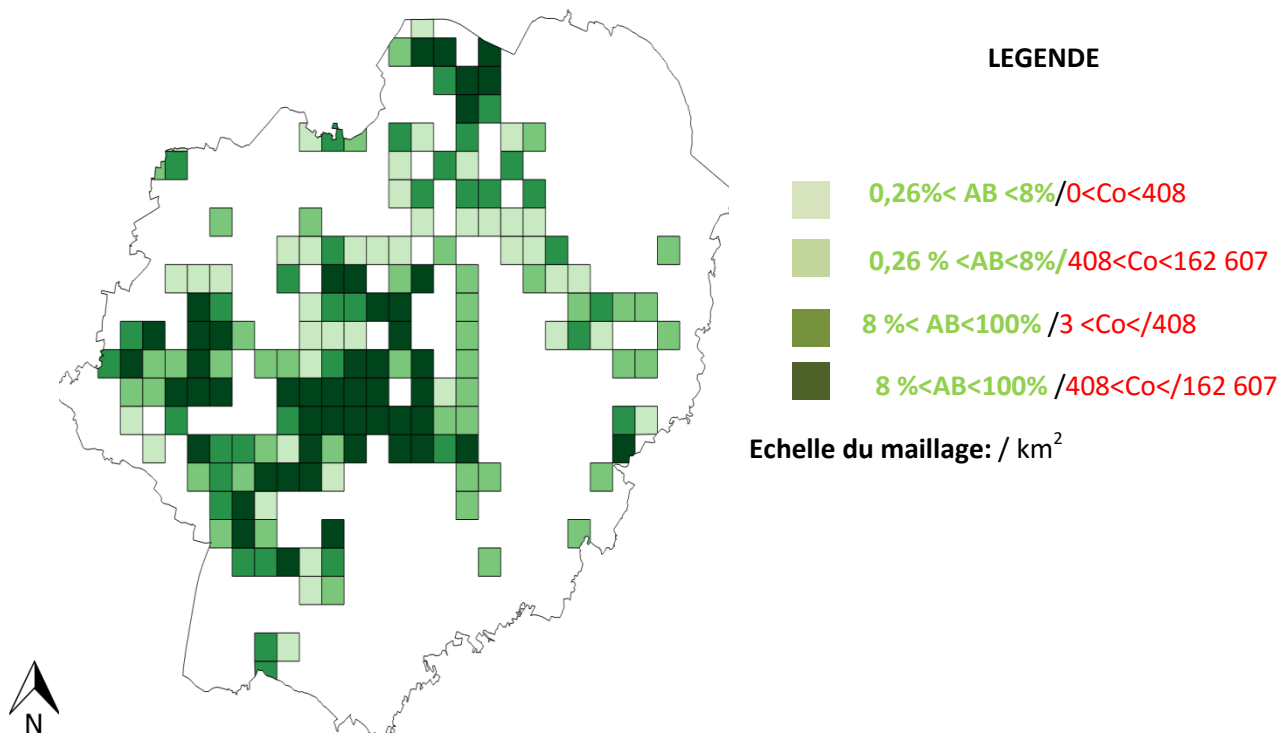 LEGENDE
0,26%< AB <8%/0<Co<408
0,26 % <AB<8%/408<Co<162 607
8 %< AB<100% /3 <Co</408
8 %<AB<100% /408<Co</162 607
Echelle du maillage: / km²
N